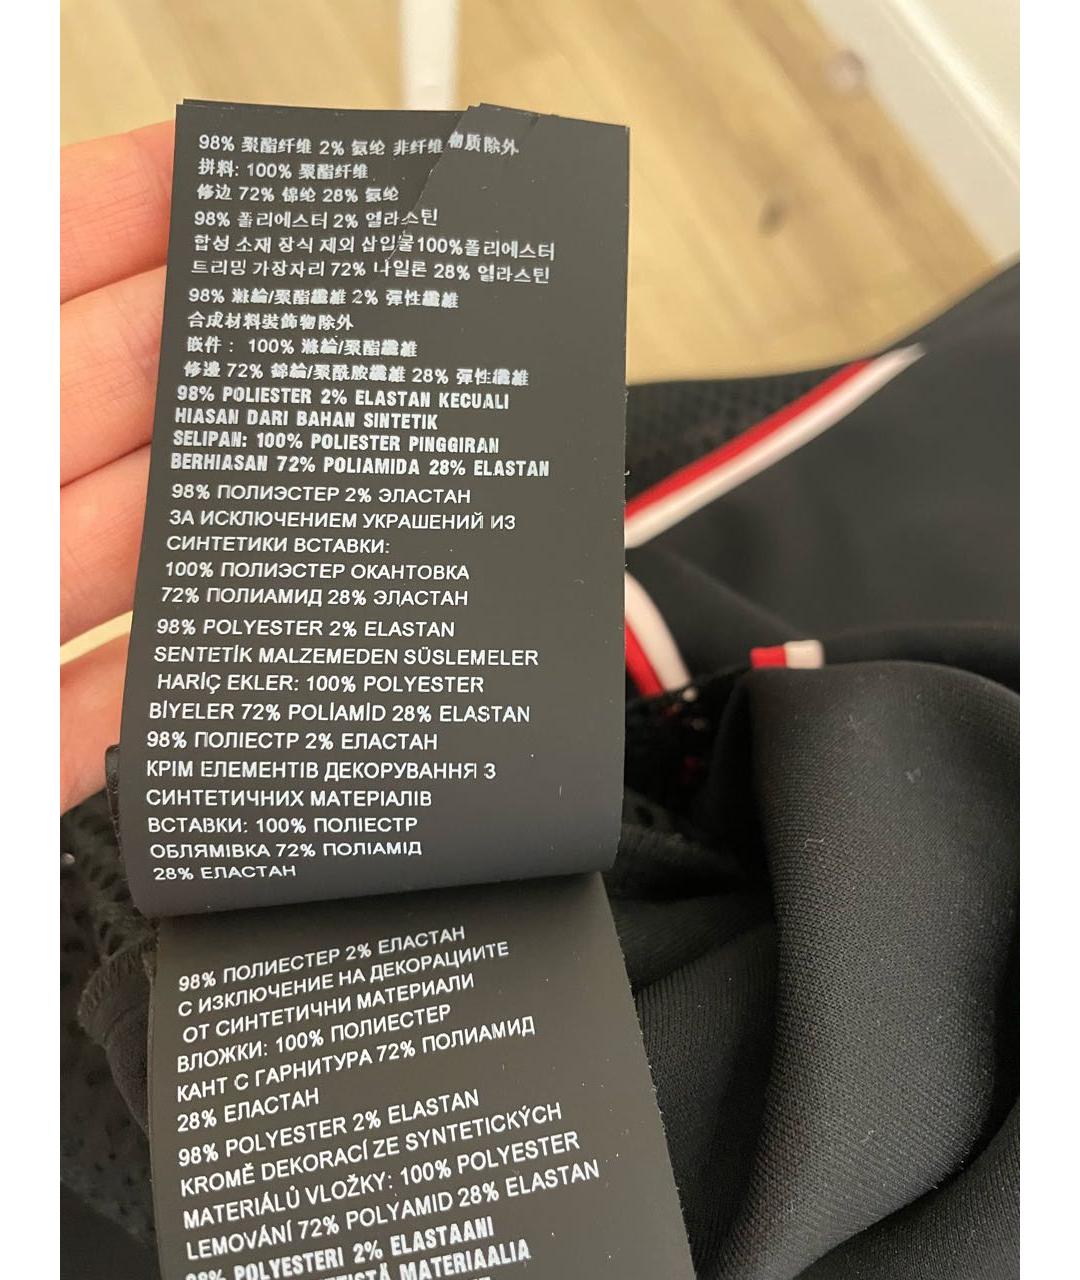 98% 聚酯纤维 2% 氨纶 非纤维物质除外
拼料: 100% 聚酯纤维
修边 72% 锦纶 28% 氨纶
98% 폴리에스터 2% 엘라스틴
합성 소재 장식 제외 삽입물100%폴리에스터
트리밍 가장자리 72% 나일론 28% 엘라스틴
98% 滌綸/聚酯纖維 2% 彈性纖維
合成材料裝飾物除外
嵌件： 100% 滌綸/聚酯纖維
修邊 72% 錦綸/聚酰胺纖維 28% 彈性纖維
98% POLIESTER 2% ELASTAN KECUALI
HIASAN DARI BAHAN SINTETIK
SELIPAN: 100% POLIESTER PINGGIRAN
BERHIASAN 72% POLIAMIDA 28% ELASTAN
98% ПОЛИЭСТЕР 2% ЭЛАСТАН
ЗА ИСКЛЮЧЕНИЕМ УКРАШЕНИЙ ИЗ
СИНТЕТИКИ ВСТАВКИ:
100% ПОЛИЭСТЕР ОКАНТОВКА
72% ПОЛИАМИД 28% ЭЛАСТАН
98% POLYESTER 2% ELASTAN
SENTETİK MALZEMEDEN SÜSLEMELER
HARİÇ EKLER: 100% POLYESTER
BİYELER 72% POLİAMİD 28% ELASTAN
98% ПОЛІЕСТР 2% ЕЛАСТАН
КРІМ ЕЛЕМЕНТІВ ДЕКОРУВАННЯ З
СИНТЕТИЧНИХ МАТЕРІАЛІВ
ВСТАВКИ: 100% ПОЛІЕСТР
ОБЛЯМІВКА 72% ПОЛІАМІД
28% ЕЛАСТАН
98% ПОЛИЕСТЕР 2% ЕЛАСТАН
С ИЗКЛЮЧЕНИЕ НА ДЕКОРАЦИИТЕ
ОТ СИНТЕТИЧНИ МАТЕРИАЛИ
ВЛОЖКИ: 100% ПОЛИЕСТЕР
КАНТ С ГАРНИТУРА 72% ПОЛИАМИД
28% ЕЛАСТАН
98% POLYESTER 2% ELASTAN
KROMĚ DEKORACÍ ZE SYNTETICKÝCH
MATERIÁLŮ VLOŽKY: 100% POLYESTER
LEMOVÁNÍ 72% POLYAMID 28% ELASTAN
98% POLYESTERI 2% ELASTAANI
MATERIAALIA